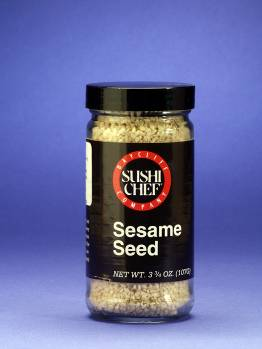 BAYCLIFF
SUSHI
CHEF
COMPANY
Sesame
Seed
NET WT. 3 ¾ OZ. (107G)